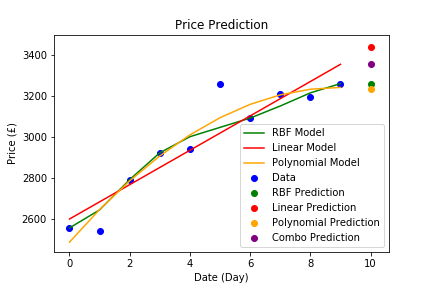 Price Prediction
Price (£)
3400
3200
3000
2800
2600
0
2
4
6
8
10
Date (Day)
RBF Model
Linear Model
Polynomial Model
Data
RBF Prediction
Linear Prediction
Polynomial Prediction
Combo Prediction